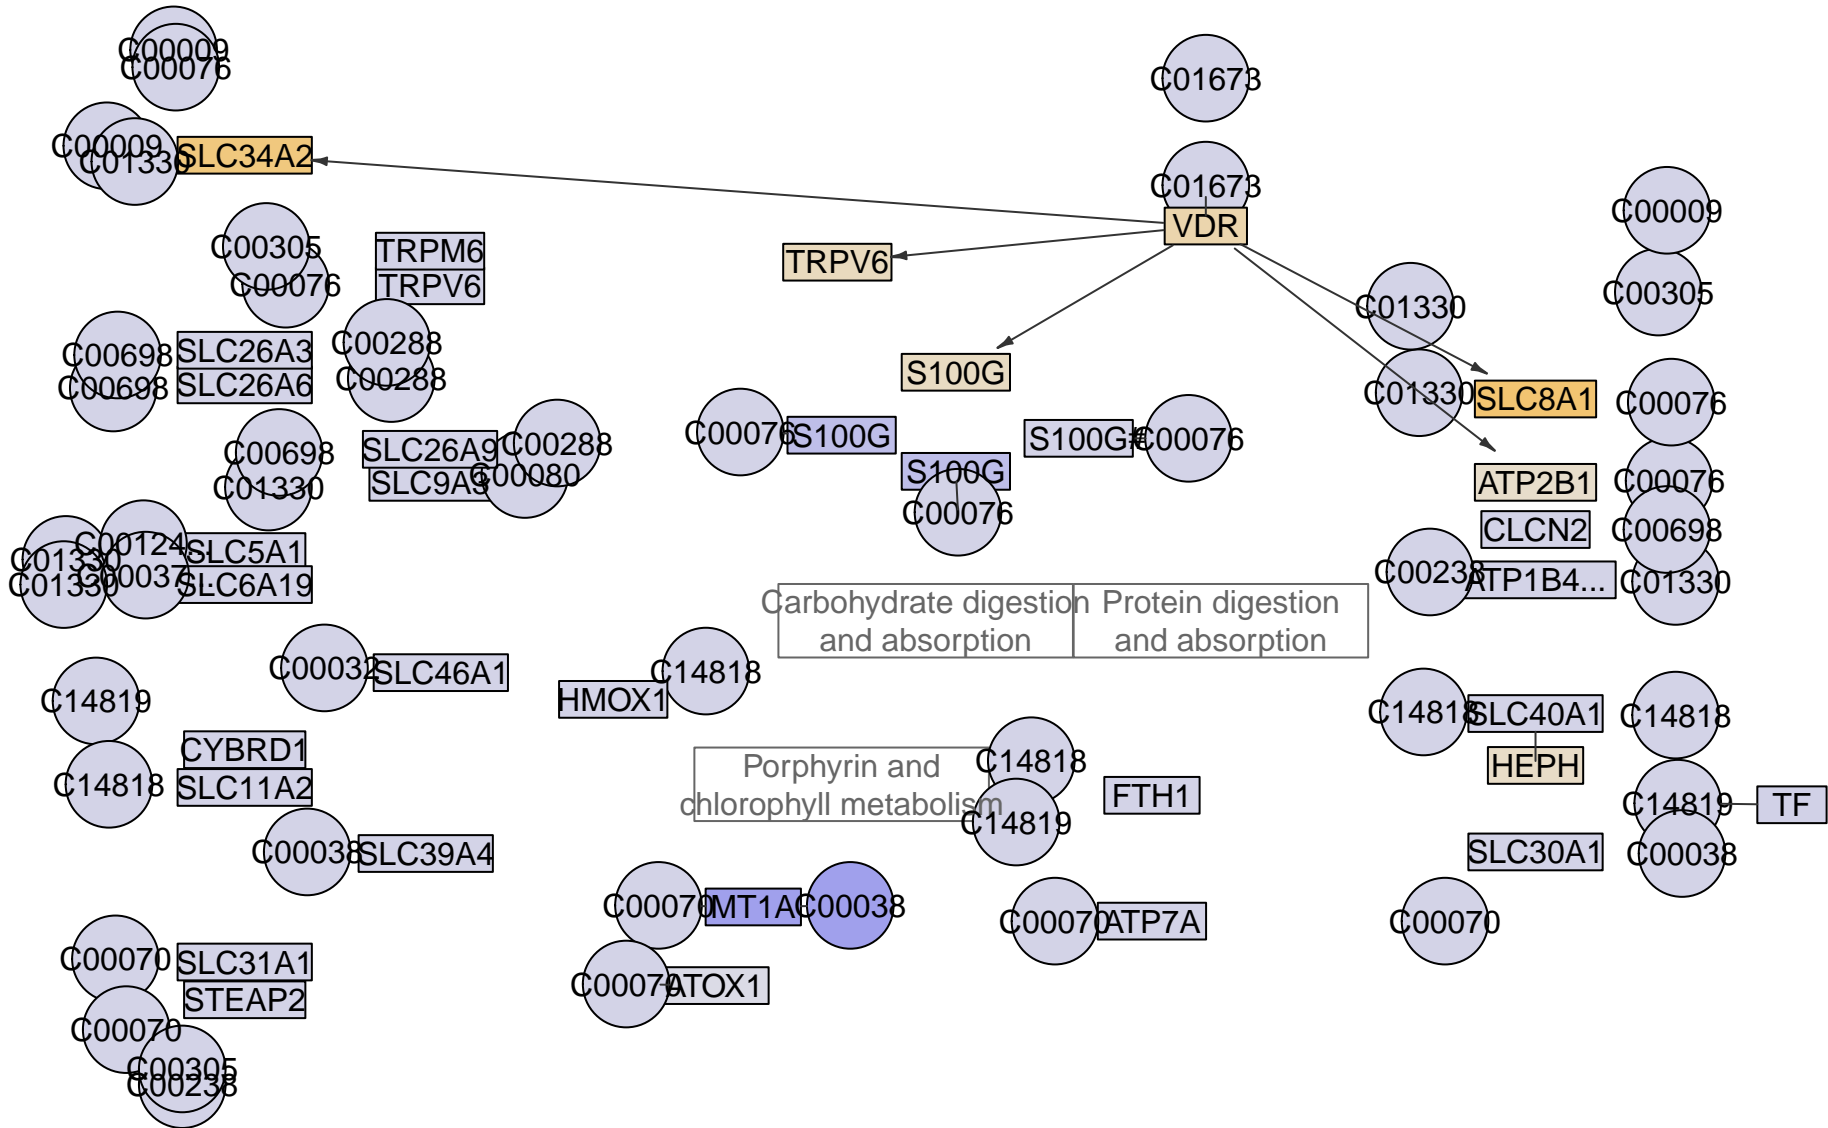 C00009
C00076
C01673
C00009
C01330
SLC34A2
C01673
VDR
C00009
C00305
TRPM6
TRPV6
C00076
TRPV6
C01330
C00305
C00698
SLC26A3
C00288
C00698
SLC26A6
C00288
S100G
C01330
SLC8A1
C00076
C00698
SLC26A9
C00288
C00076
S100G
S100G#
C00076
C01330
SLC9A3
C00080
S100G
C00076
ATP2B1
C00076
CLCN2
C00698
C01330
C00124...
SLC5A1
C01330
C00037...
SLC6A19
C00238
ATP1B4...
C01330
Carbohydrate digestion
and absorption
Protein digestion
and absorption
C00032
SLC46A1
HMOX1
C14818
C14819
C14818
SLC40A1
C14818
CYBRD1
C14818
SLC11A2
Porphyrin and
chlorophyll metabolism
C14818
C14819
FTH1
HEPH
C14819
TF
C00038
SLC39A4
SLC30A1
C00038
C00070
MT1A
C00038
C00070
ATP7A
C00070
C00070
SLC31A1
C00070
ATOX1
STEAP2
C00070
C00305
C00238